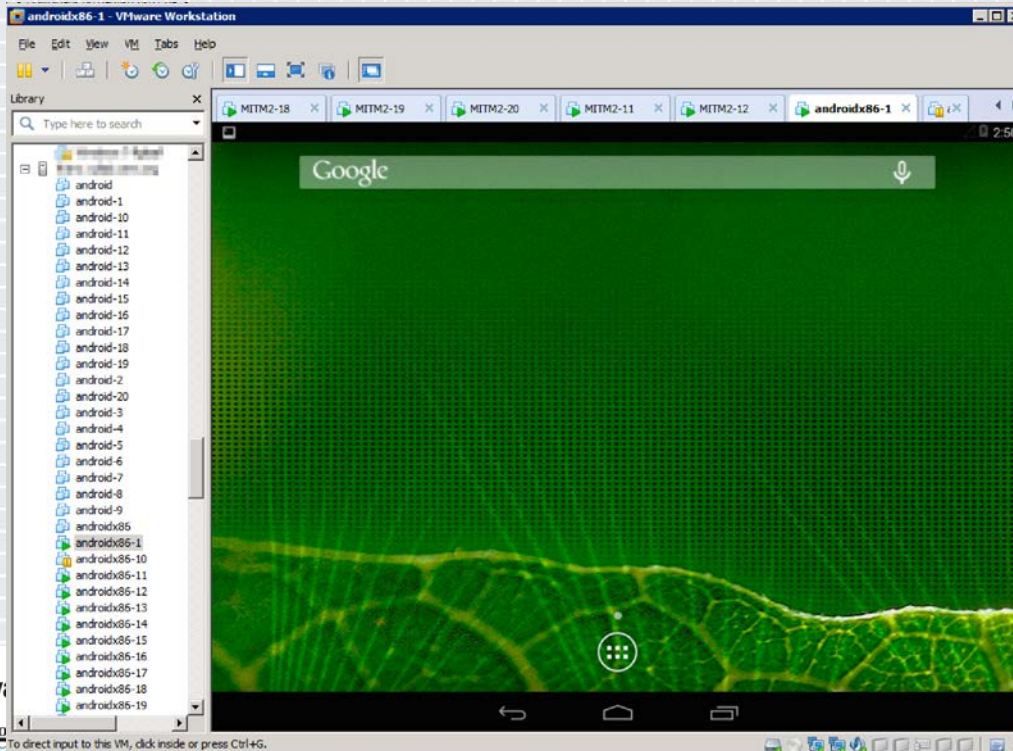 androidx86-1 - VMware Workstation
File Edit View VM Tabs Help
Library
Type here to search
MITM2-18 MITM2-19 MITM2-20 MITM2-11 MITM2-12 androidx86-1
2:50
Google
android
android-1
android-10
android-11
android-12
android-13
android-14
android-15
android-16
android-17
android-18
android-19
android-2
android-20
android-3
android-4
android-5
android-6
android-7
android-8
android-9
androidx86
androidx86-1
androidx86-10
androidx86-11
androidx86-12
androidx86-13
androidx86-14
androidx86-15
androidx86-16
androidx86-17
androidx86-18
androidx86-19
To direct input to this VM, click inside or press Ctrl+G.